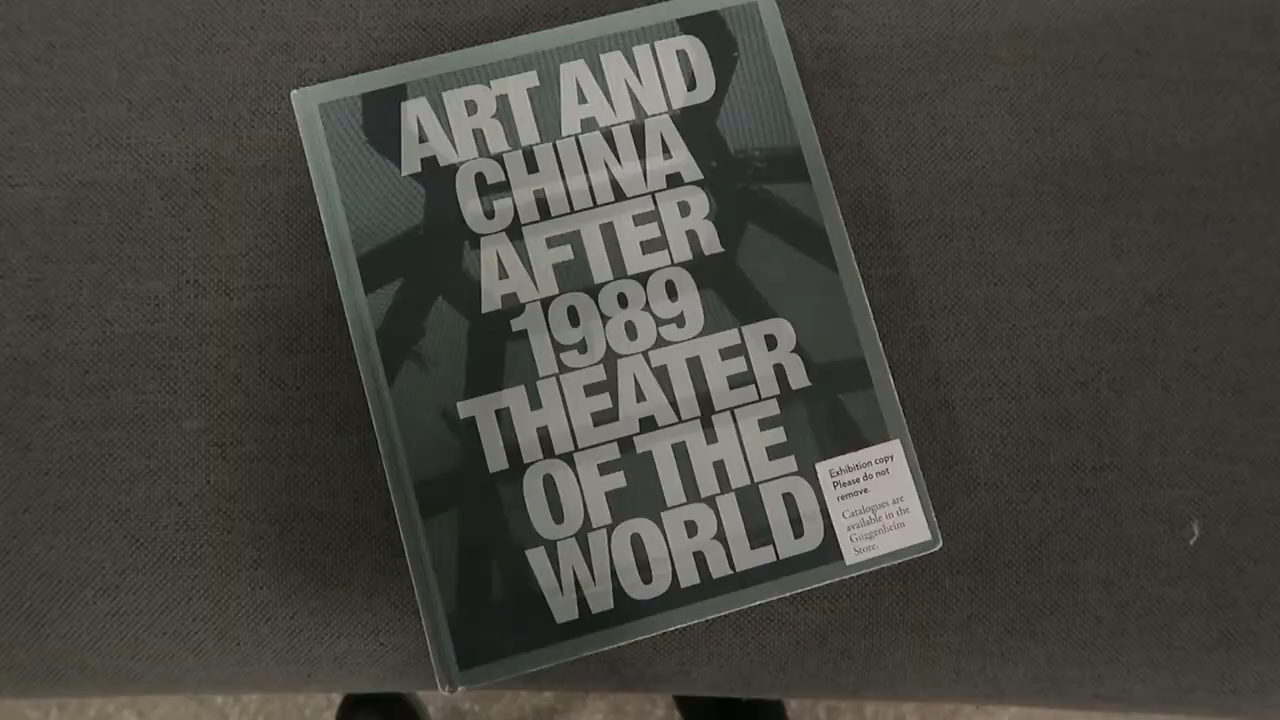 ART AND
CHINA
AFTER
1989
THEATER
OF THE
WORLD
Exhibition copy
Please do not
remove.
Catalogues are
available in the
Guggenheim
Store.